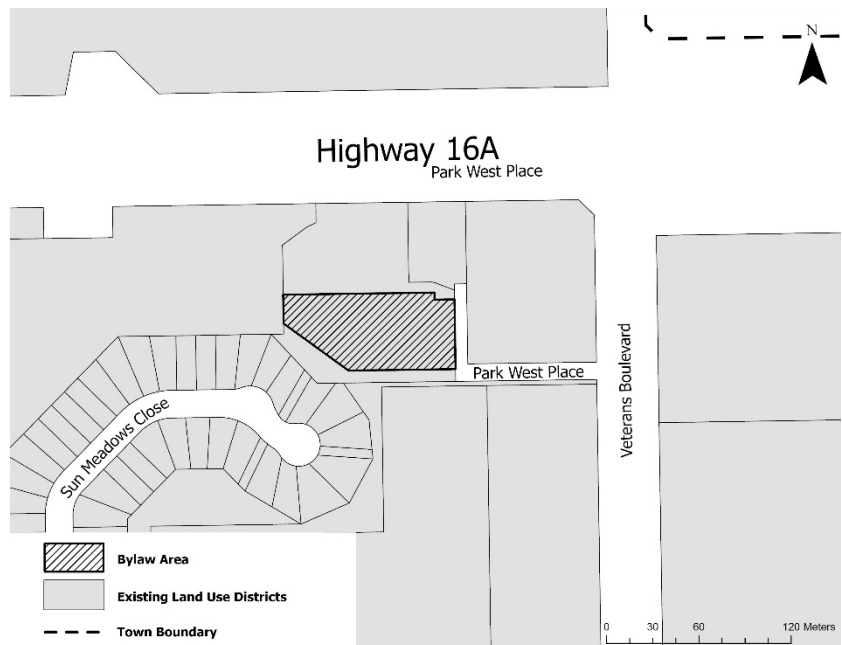 N
Highway 16A
Park West Place
Park West Place
Veterans Boulevard
Sun Meadows Close
Bylaw Area
Existing Land Use Districts
Town Boundary
0 30 60 120 Meters